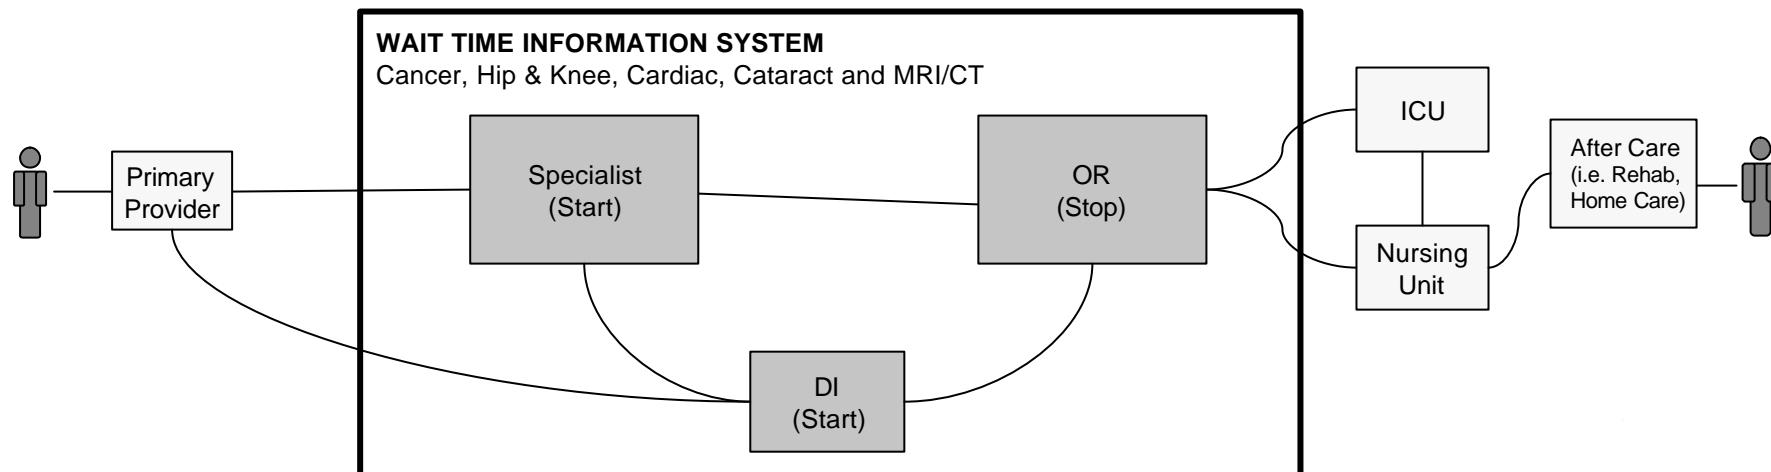 WAIT TIME INFORMATION SYSTEM
Cancer, Hip & Knee, Cardiac, Cataract and MRI/CT
Primary
Provider
Specialist
(Start)
OR
(Stop)
DI
(Start)
ICU
Nursing
Unit
After Care
(i.e. Rehab,
Home Care)